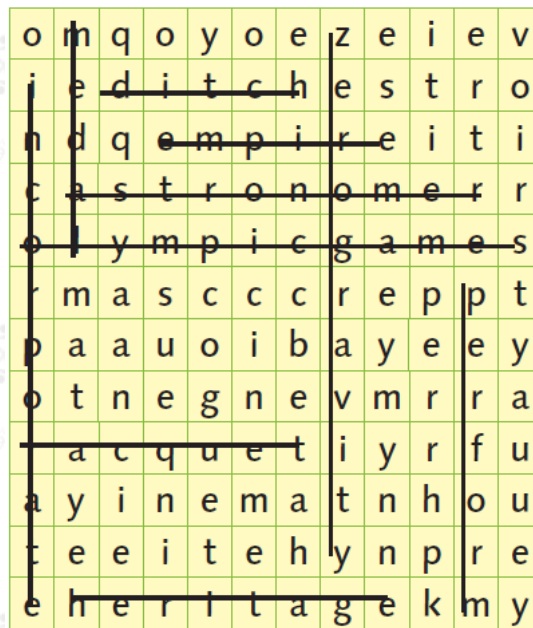 o m q o y o e z e i e v
i e d i t c h e s t r o
n d q e m p i r e i t i
c a s t r o n o m e r r
o l y m p i c g a m e s
r m a s c c c r e p p t
p a a u o i b a y e e y
o t n e g n e v m r r a
r a c q u e t i y r f u
a y i n e m a t n h o u
t e e i t e h y n p r e
e h e r i t a g e k m y